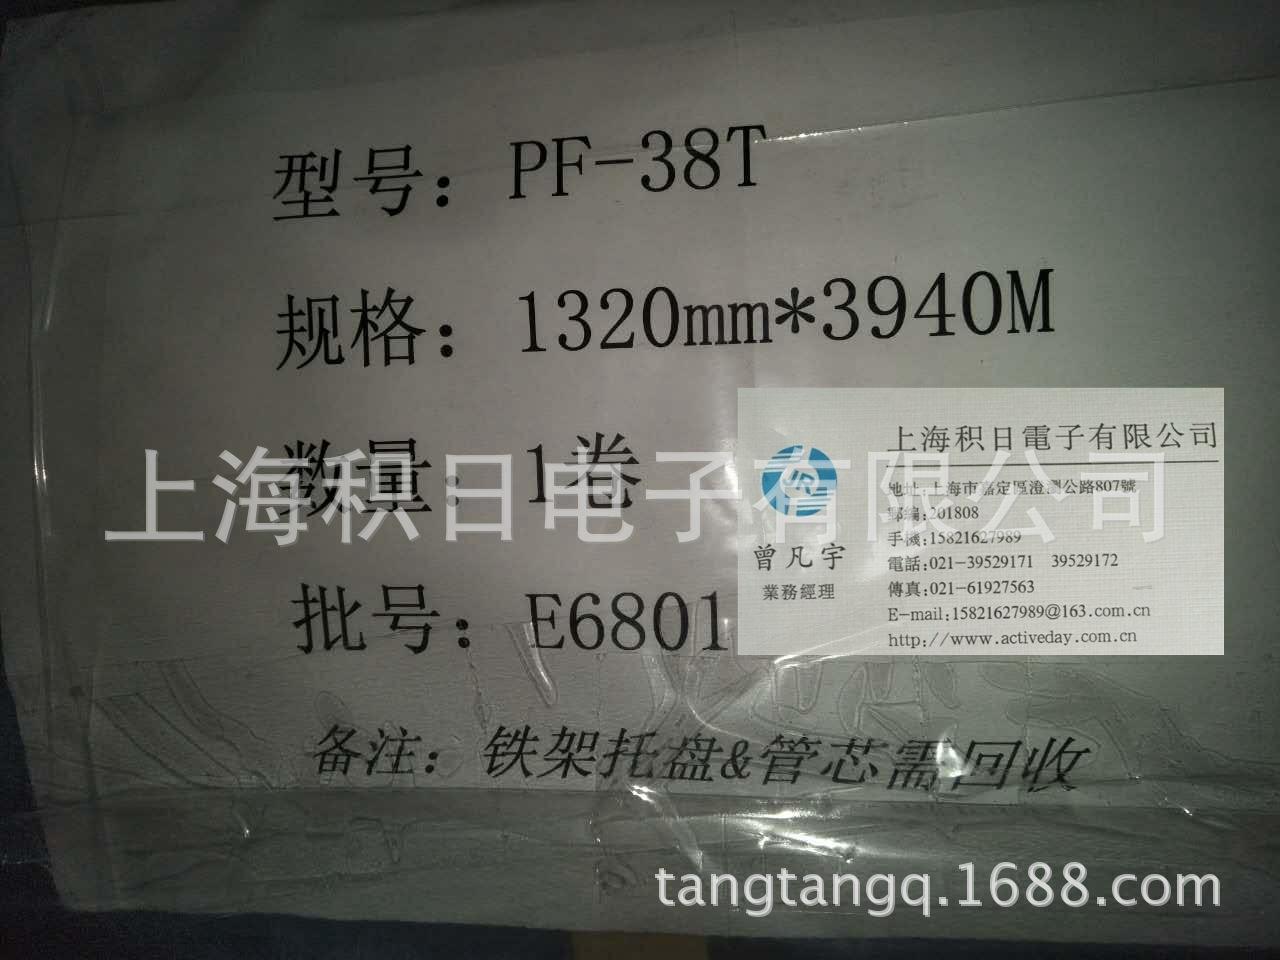 型号：PF-38T
规格：1320mm*3940M
数量：1卷
批号：E6801
备注：铁架托盘&管芯需回收
上海积日电子有限公司
上海积日電子有限公司
地址:上海市嘉定區澄瀏公路807號
郵編:201808
手機:15821627989
電話:021-39529171 39529172
傳真:021-61927563
E-mail:15821627989@163.com.cn
http://www.activeday.com.cn
JR
曾凡宇
業務經理
tangtangq.1688.com